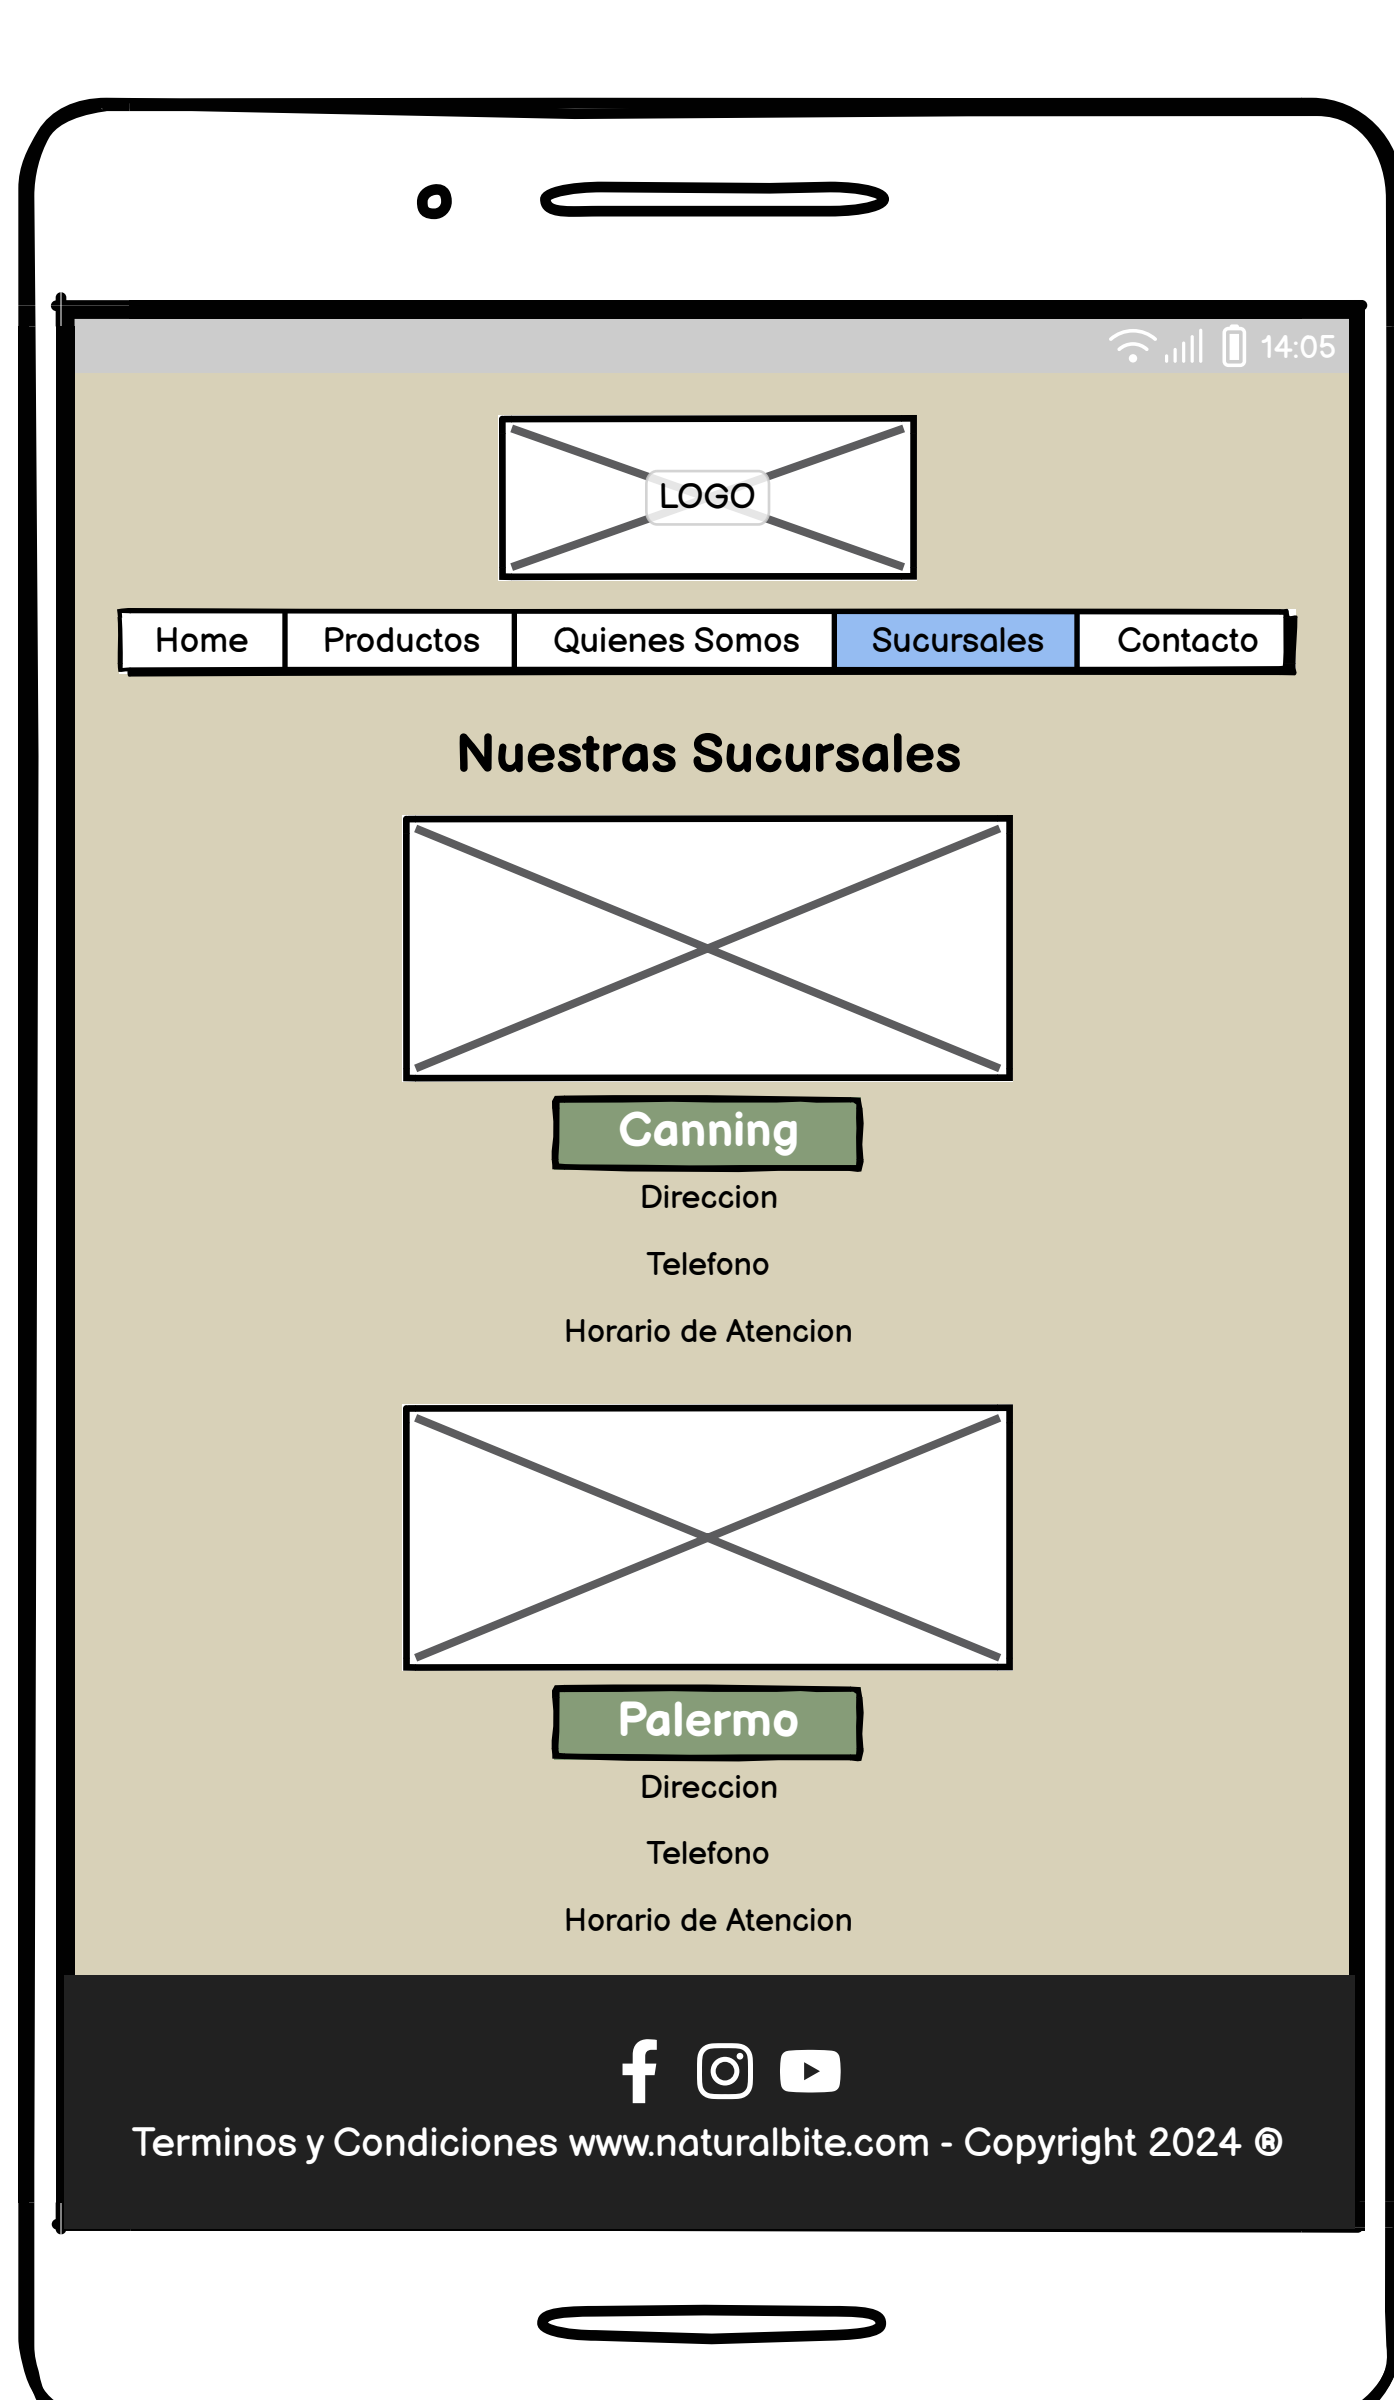 14:05
LOGO
Home Productos Quienes Somos Sucursales Contacto
Nuestras Sucursales
Canning
Direccion
Telefono
Horario de Atencion
Palermo
Direccion
Telefono
Horario de Atencion
Terminos y Condiciones www.naturalbite.com - Copyright 2024 ®